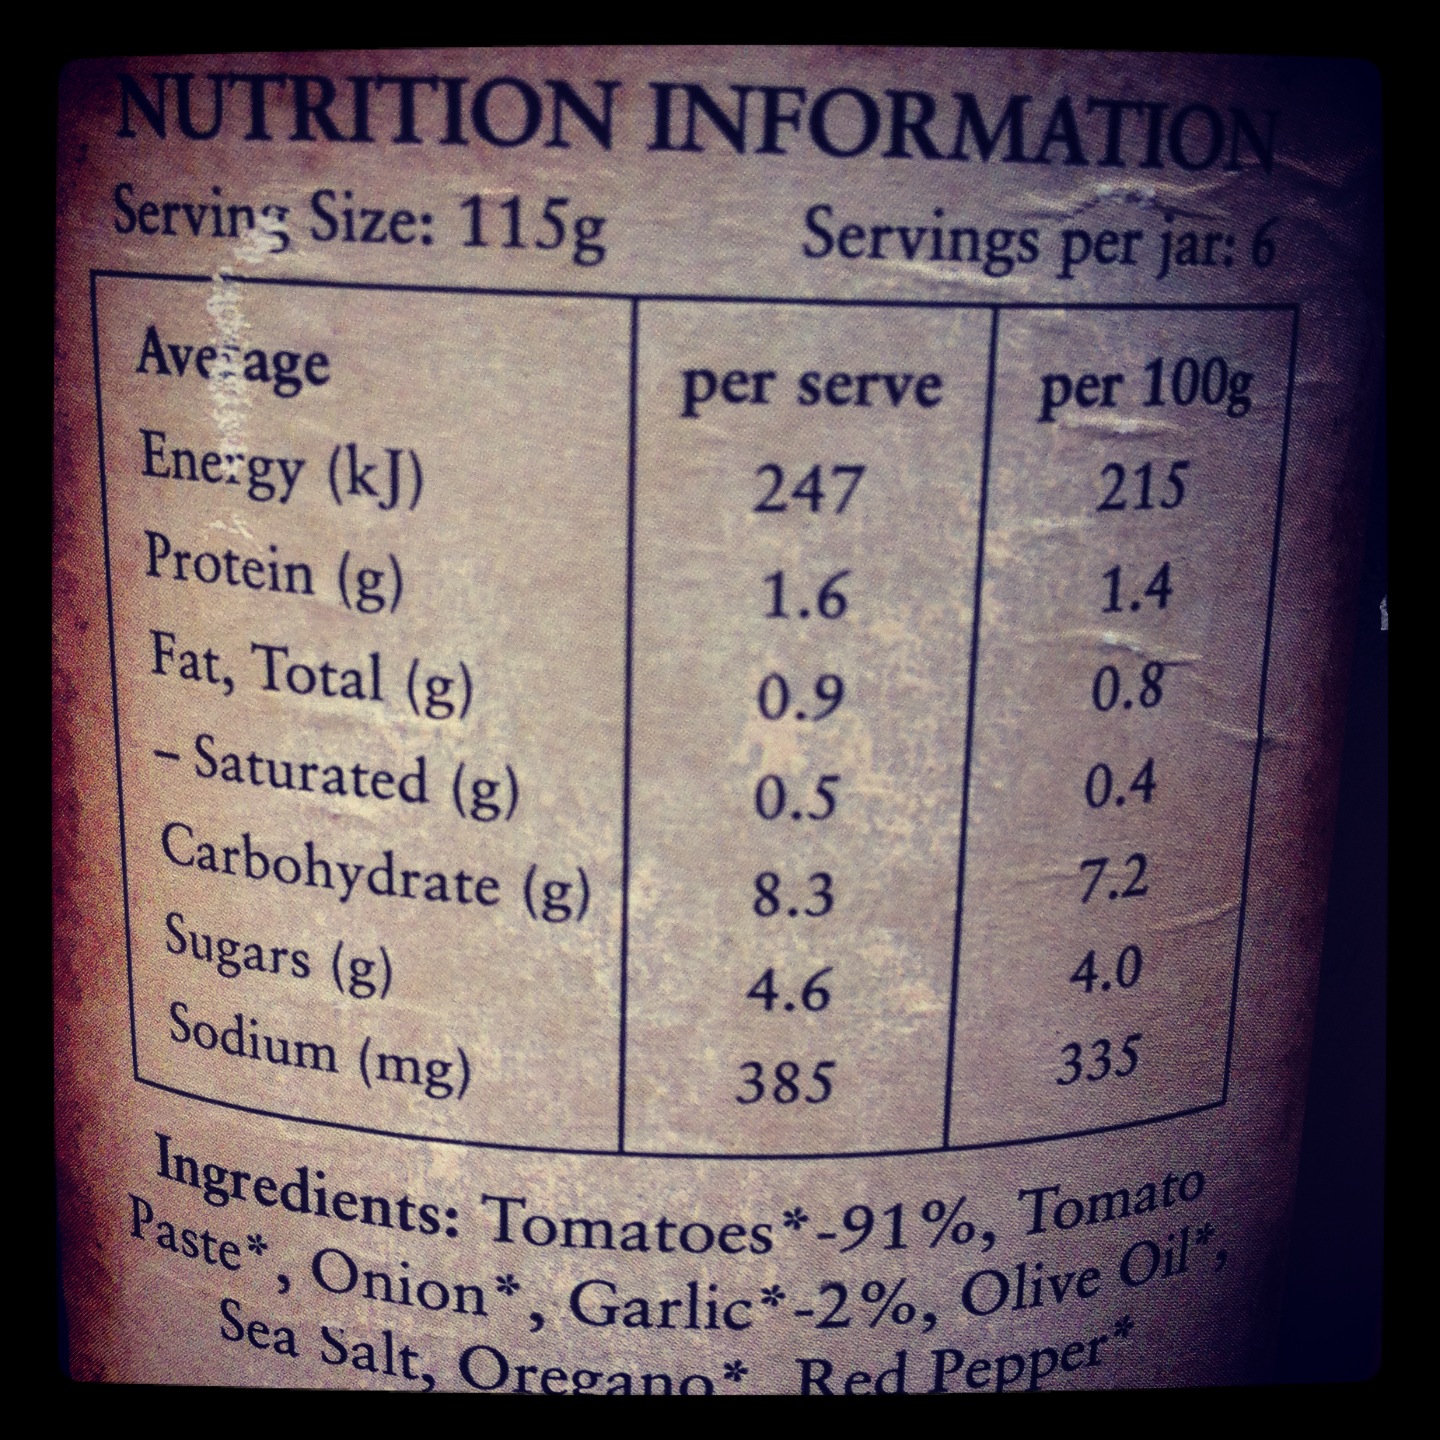 NUTRITION INFORMATION
Serving Size: 115g Servings per jar: 6
Average per serve per 100g
Energy (kJ) 247 215
Protein (g) 1.6 1.4
Fat, Total (g) 0.9 0.8
– Saturated (g) 0.5 0.4
Carbohydrate (g) 8.3 7.2
Sugars (g) 4.6 4.0
Sodium (mg) 385 335
Ingredients: Tomatoes*-91%, Tomato
Paste*, Onion*, Garlic*-2%, Olive Oil*,
Sea Salt, Oregano* Red Pepper*